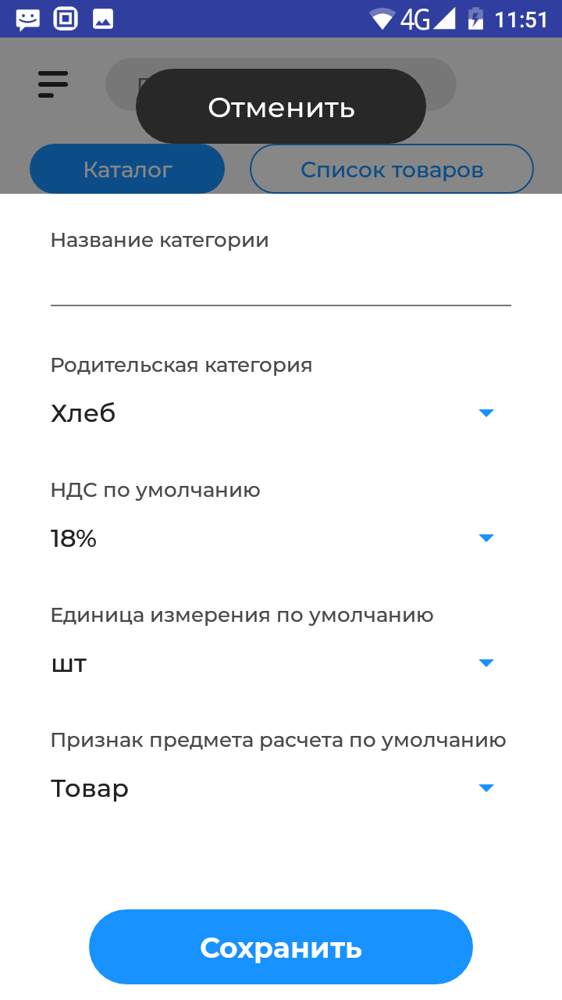 4G 11:51
Отменить
Каталог
Список товаров
Название категории
Родительская категория
Хлеб
НДС по умолчанию
18%
Единица измерения по умолчанию
шт
Признак предмета расчета по умолчанию
Товар
Сохранить